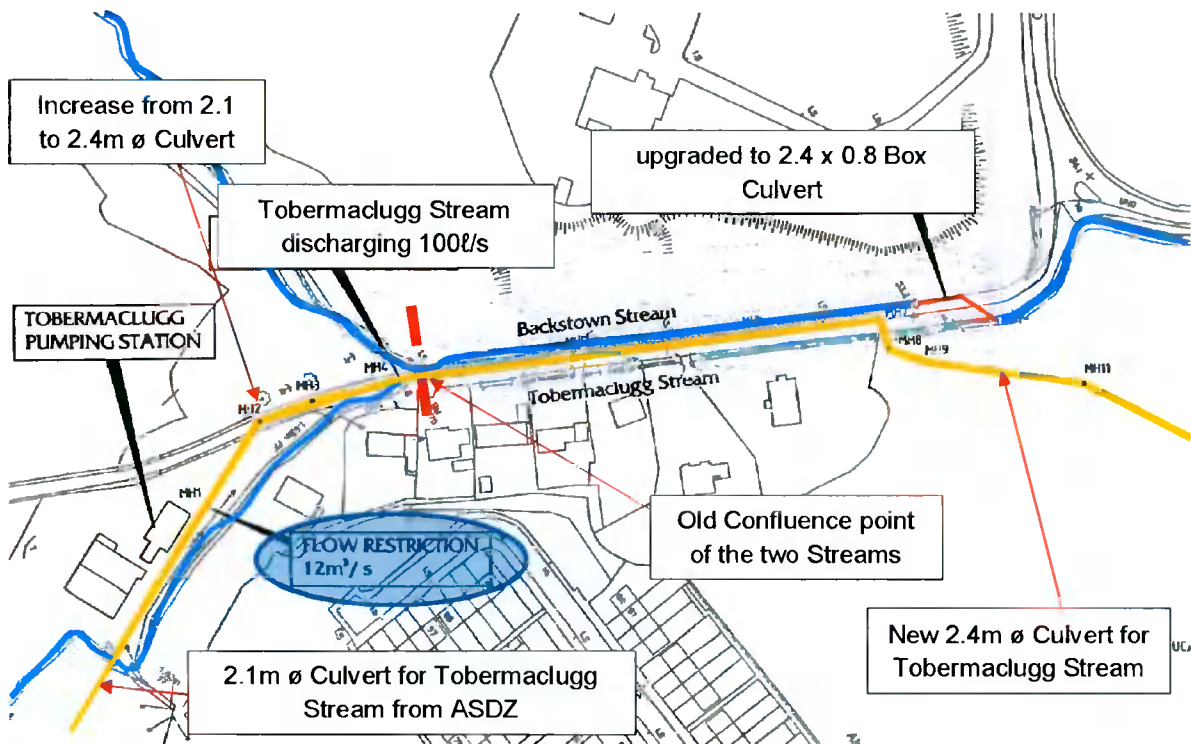 Increase from 2.1
to 2.4m ø Culvert
upgraded to 2.4 x 0.8 Box
Culvert
Tobermaclugg Stream
discharging 100ℓ/s
TOBERMACLUGG
PUMPING STATION
Backstown Stream
Tobermaclugg Stream
MH4
MH3
MH2
MH1
MH8
MH9
MH11
FLOW RESTRICTION
12m³/s
Old Confluence point
of the two Streams
New 2.4m ø Culvert for
Tobermaclugg Stream
2.1m ø Culvert for Tobermaclugg
Stream from ASDZ